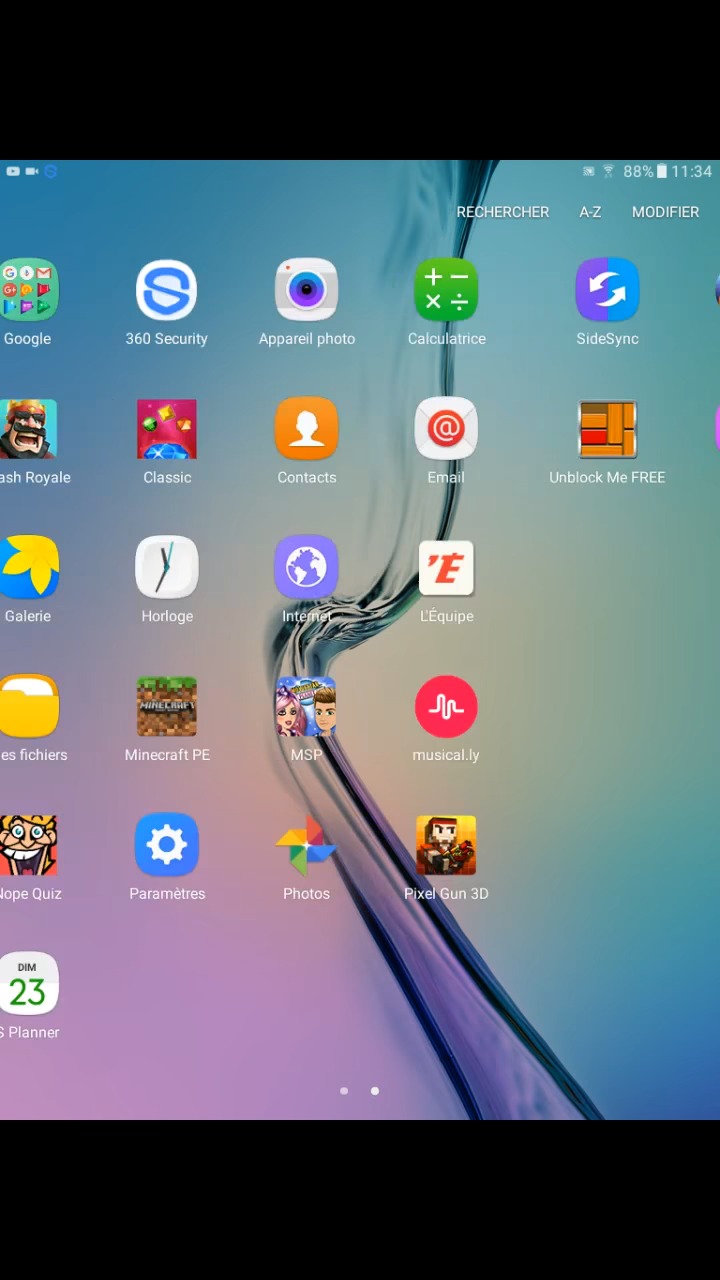 88% 11:34
RECHERCHER A-Z MODIFIER
Google 360 Security Appareil photo Calculatrice SideSync
ash Royale Classic Contacts Email Unblock Me FREE
'É
Galerie Horloge Internet L'Équipe
MINECRAFT
es fichiers Minecraft PE MSP musical.ly
Nope Quiz Paramètres Photos Pixel Gun 3D
DIM
23
S Planner